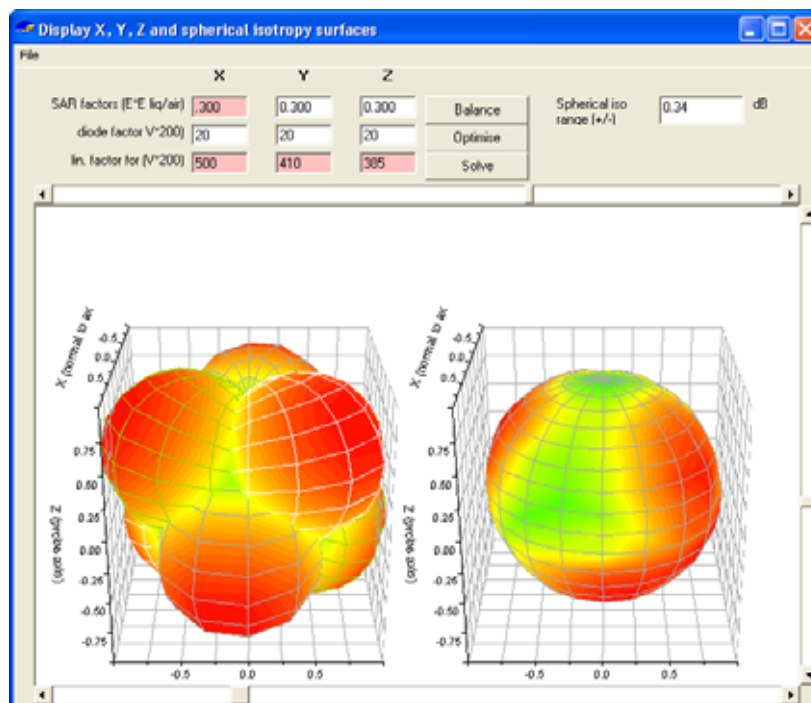 Display X, Y, Z and spherical isotropy surfaces
File
X Y Z
SAR factors (E*E liq/air) .300 0.300 0.300 Balance Spherical iso range (+/-) 0.34 dB
diode factor V*200) 20 20 20 Optimise
lin. factor for (V*200) 500 410 385 Solve
X (normal to ax
-0.5
0.0
0.5
0.75
0.50
0.25
0.00
-0.25
-0.50
-0.75
Z (probe axis)
-0.5 0.0 0.5
X (normal to ax
-0.5
0.0
0.5
0.75
0.50
0.25
0.00
-0.25
-0.50
-0.75
Z (probe axis)
-0.5 0.0 0.5